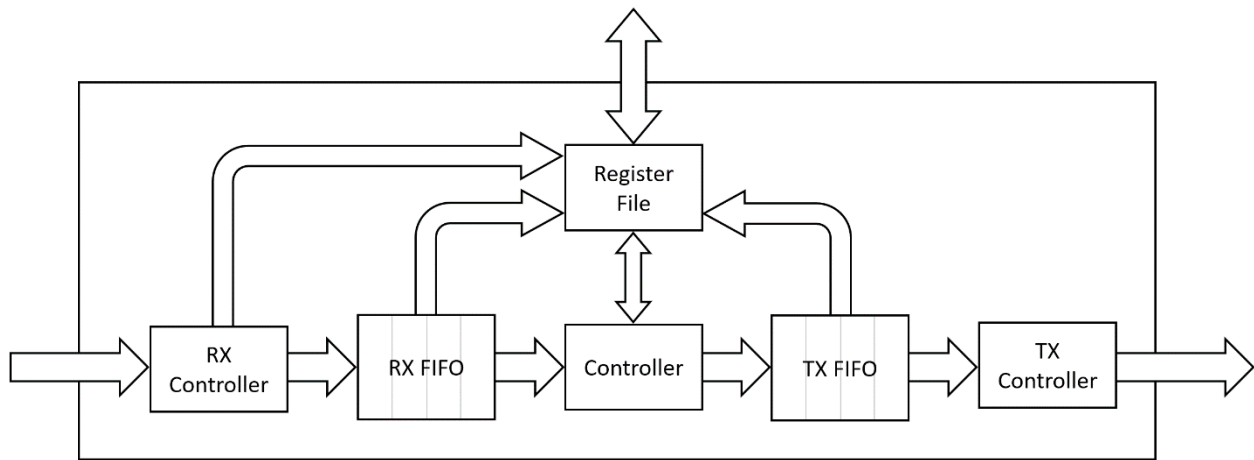 Register
File
RX
Controller
RX FIFO
Controller
TX FIFO
TX
Controller